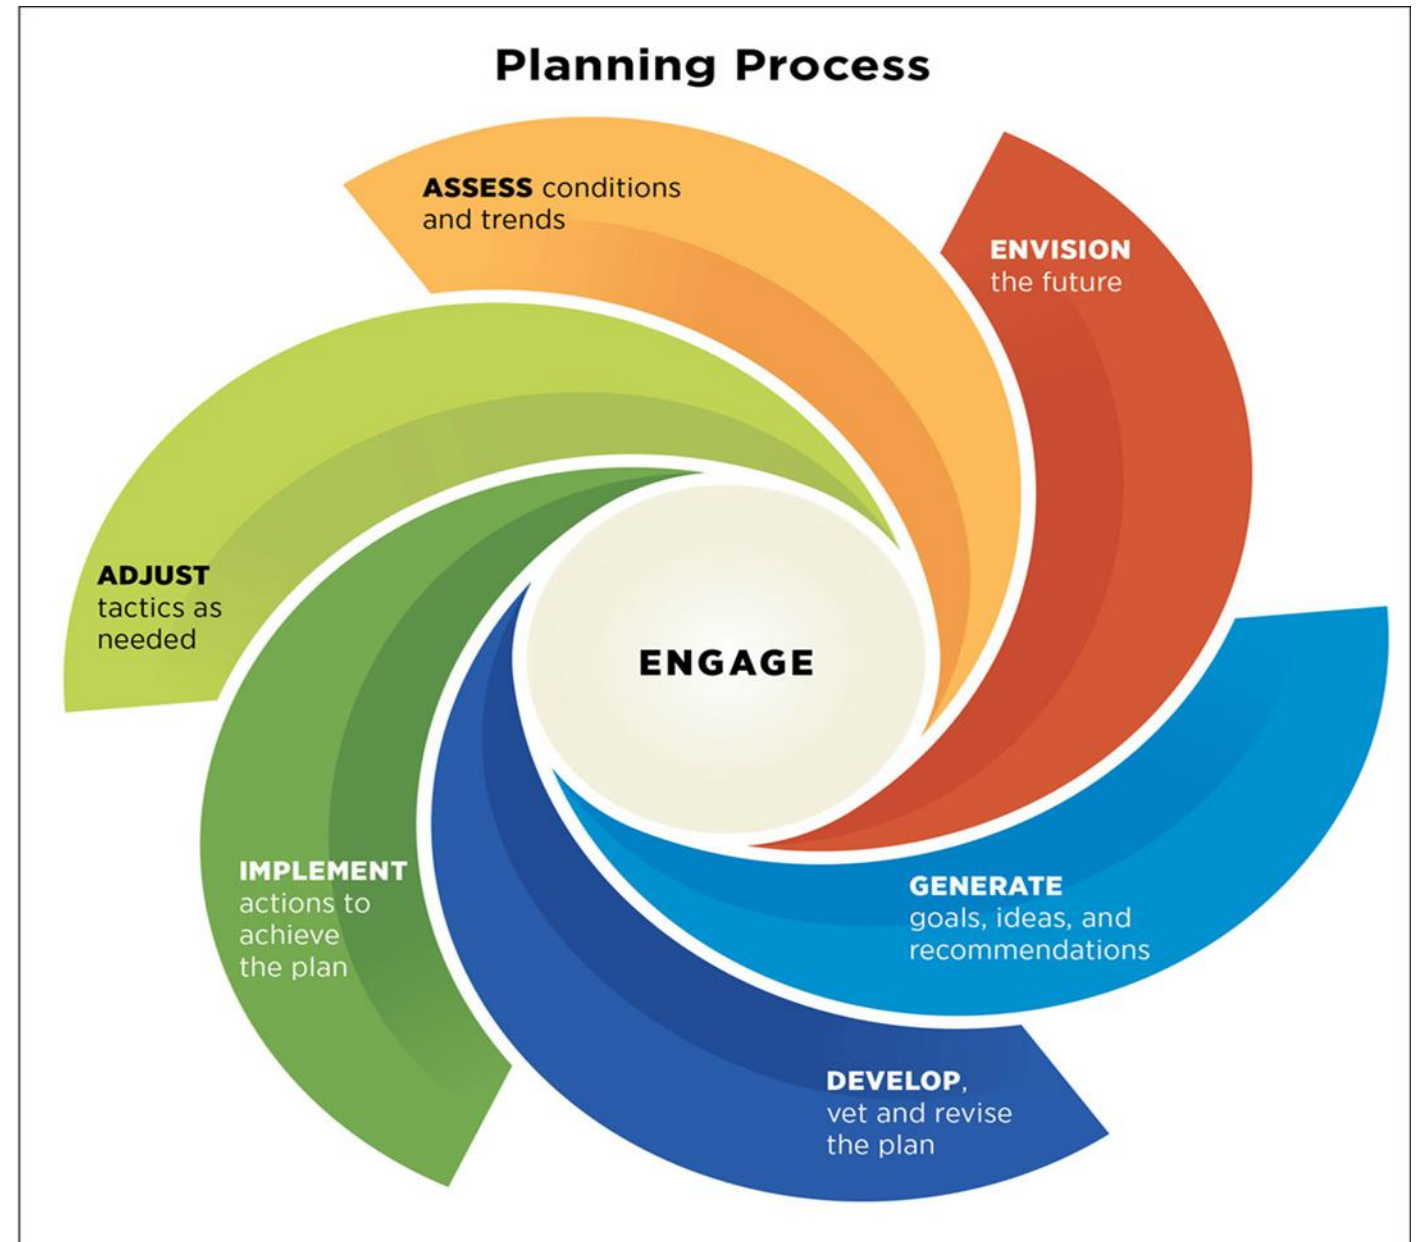 Planning Process
ASSESS conditions
and trends
ENVISION
the future
GENERATE
goals, ideas, and
recommendations
DEVELOP,
vet and revise
the plan
IMPLEMENT
actions to
achieve
the plan
ADJUST
tactics as
needed
ENGAGE